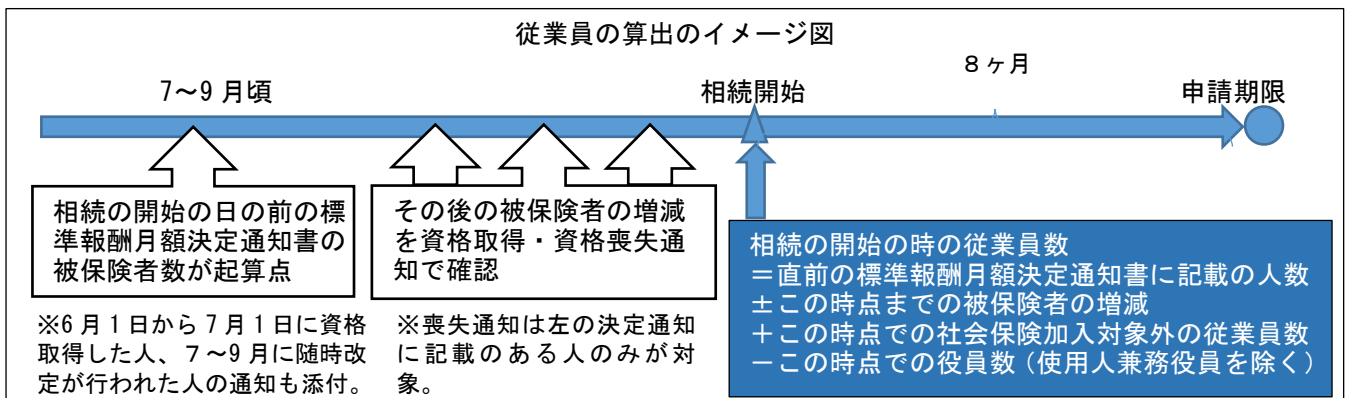 従業員の算出のイメージ図
８ヶ月
7～9 月頃
相続開始
申請期限
相続の開始の日の前の標
準報酬月額決定通知書の
被保険者数が起算点
その後の被保険者の増減
を資格取得・資格喪失通
知で確認
相続の開始の時の従業員数
＝直前の標準報酬月額決定通知書に記載の人数
±この時点までの被保険者の増減
＋この時点での社会保険加入対象外の従業員数
－この時点での役員数（使用人兼務役員を除く）
※6 月 1 日から 7 月 1 日に資格
取得した人、７～9 月に随時改
定が行われた人の通知も添付。
※喪失通知は左の決定通知
に記載のある人のみが対
象。